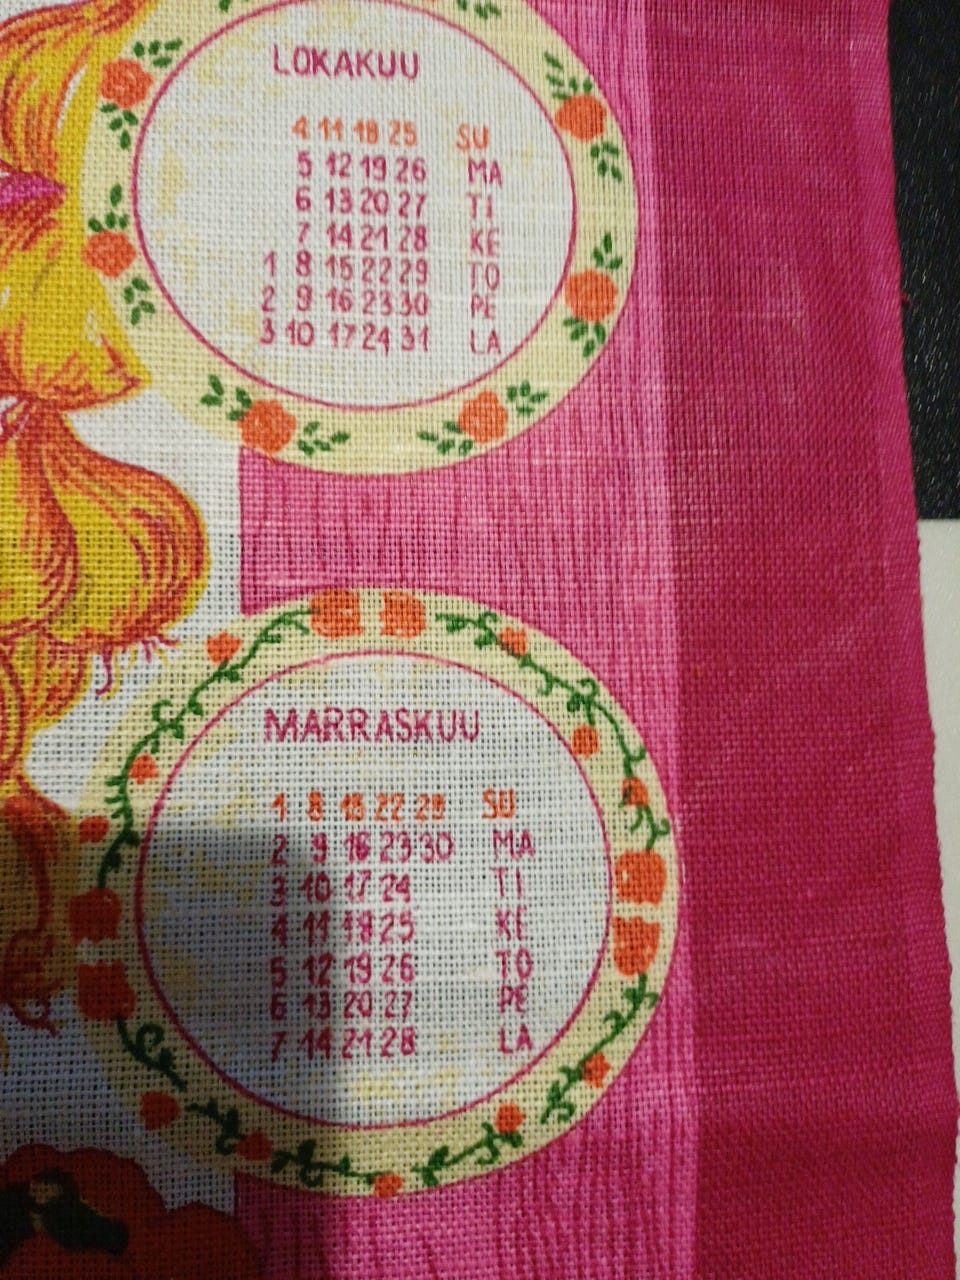 LOKAKUU
4 11 18 25 SU
5 12 19 26 MA
6 13 20 27 TI
7 14 21 28 KE
1 8 15 22 29 TO
2 9 16 23 30 PE
3 10 17 24 31 LA
MARRASKUU
1 8 15 22 29 SU
2 9 16 23 30 MA
3 10 17 24 TI
4 11 18 25 KE
5 12 19 26 TO
6 13 20 27 PE
7 14 21 28 LA